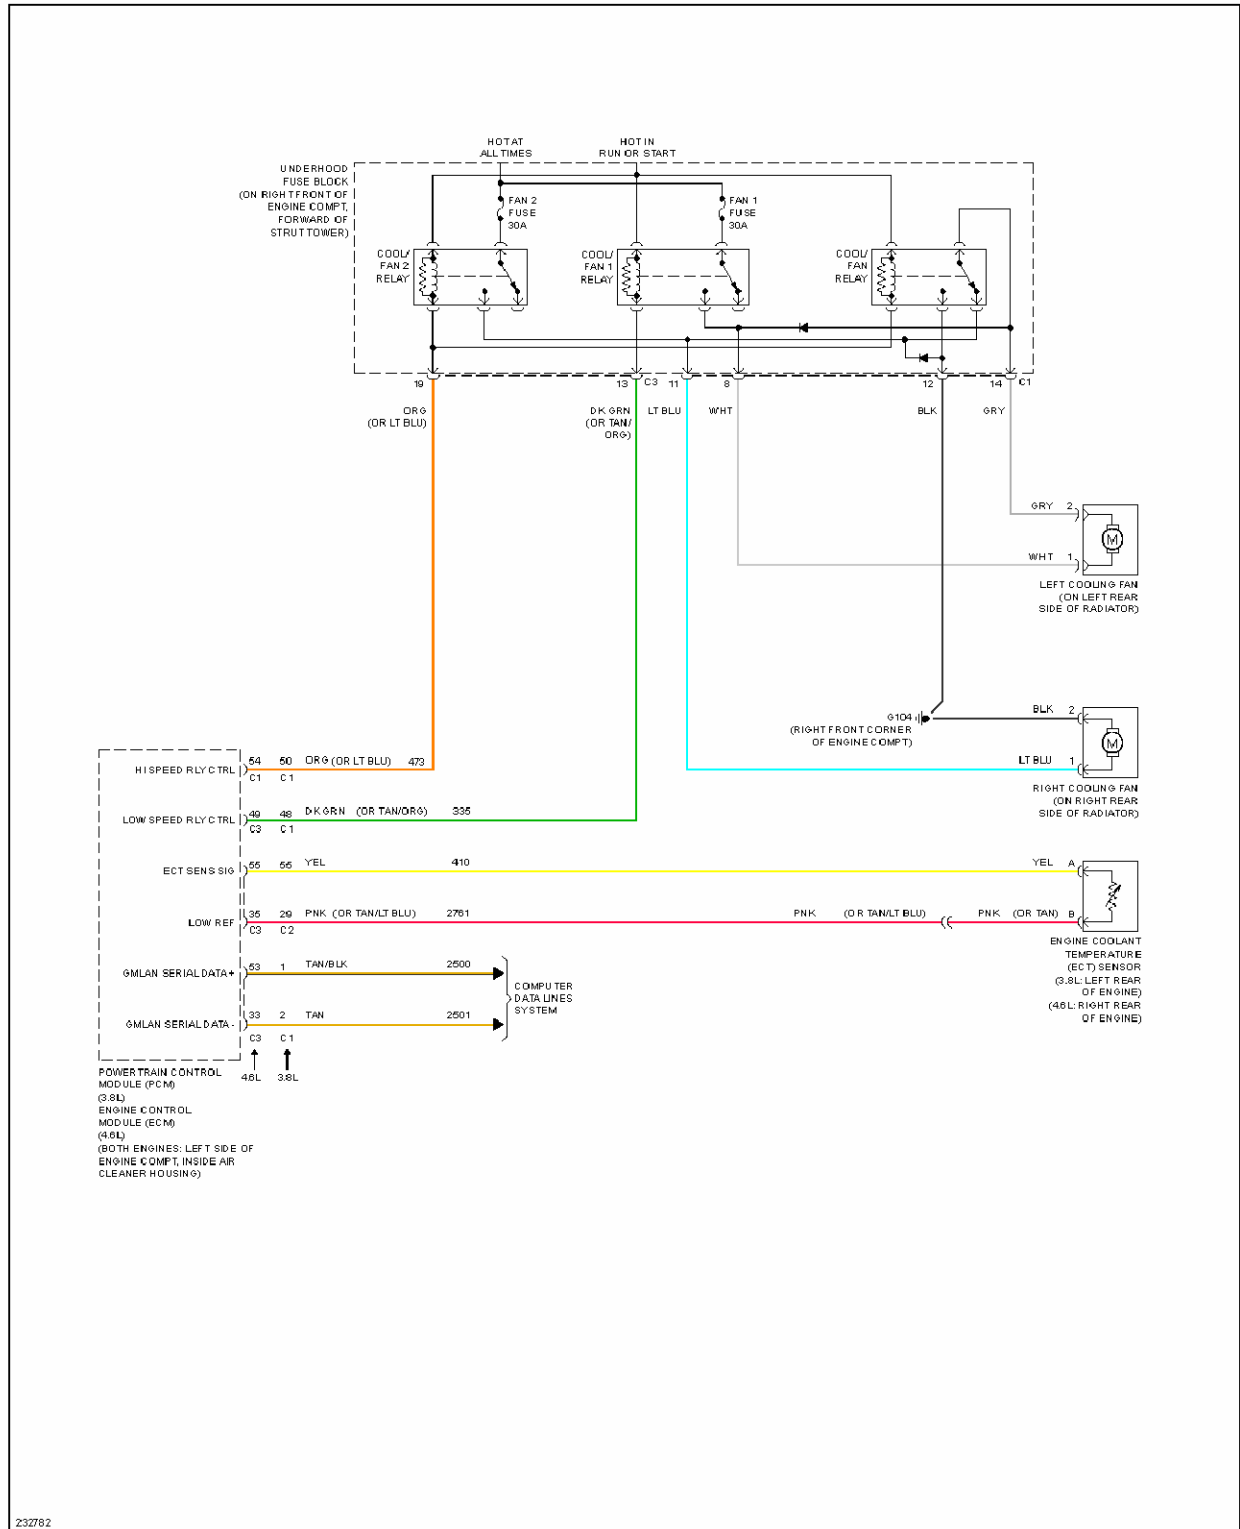 HOT AT
ALL TIMES
HOT IN
RUN OR START
UNDERHOOD
FUSE BLOCK
(ON RIGHT FRONT OF
ENGINE COMPT,
FORWARD OF
STRUT TOWER)
FAN 2
FUSE
30A
FAN 1
FUSE
30A
COOL/
FAN 2
RELAY
COOL/
FAN 1
RELAY
COOL/
FAN
RELAY
19
13
C3
11
8
12
14
C1
ORG
(OR LT BLU)
DK GRN
(OR TAN/
ORG)
LT BLU
WHT
BLK
GRY
GRY 2
WHT 1
LEFT COOLING FAN
(ON LEFT REAR
SIDE OF RADIATOR)
M
G104
(RIGHT FRONT CORNER
OF ENGINE COMPT)
BLK 2
LT BLU 1
M
RIGHT COOLING FAN
(ON RIGHT REAR
SIDE OF RADIATOR)
HI SPEED RLY CTRL 54 50 ORG (OR LT BLU) 473
C1 C1
LOW SPEED RLY CTRL 49 48 DK GRN (OR TAN/ORG) 335
C3 C1
ECT SENS SIG 55 55 YEL 410 YEL A
LOW REF 35 29 PNK (OR TAN/LT BLU) 2761 PNK (OR TAN/LT BLU) PNK (OR TAN) B
C3 C2
GMLAN SERIAL DATA+ 53 1 TAN/BLK 2500
GMLAN SERIAL DATA- 33 2 TAN 2501
C3 C1
4.6L 3.8L
COMPUTER
DATA LINES
SYSTEM
ENGINE COOLANT
TEMPERATURE
(ECT) SENSOR
(3.8L: LEFT REAR
OF ENGINE)
(4.6L: RIGHT REAR
OF ENGINE)
POWERTRAIN CONTROL
MODULE (PCM)
(3.8L)
ENGINE CONTROL
MODULE (ECM)
(4.6L)
(BOTH ENGINES: LEFT SIDE OF
ENGINE COMPT, INSIDE AIR
CLEANER HOUSING)
232782